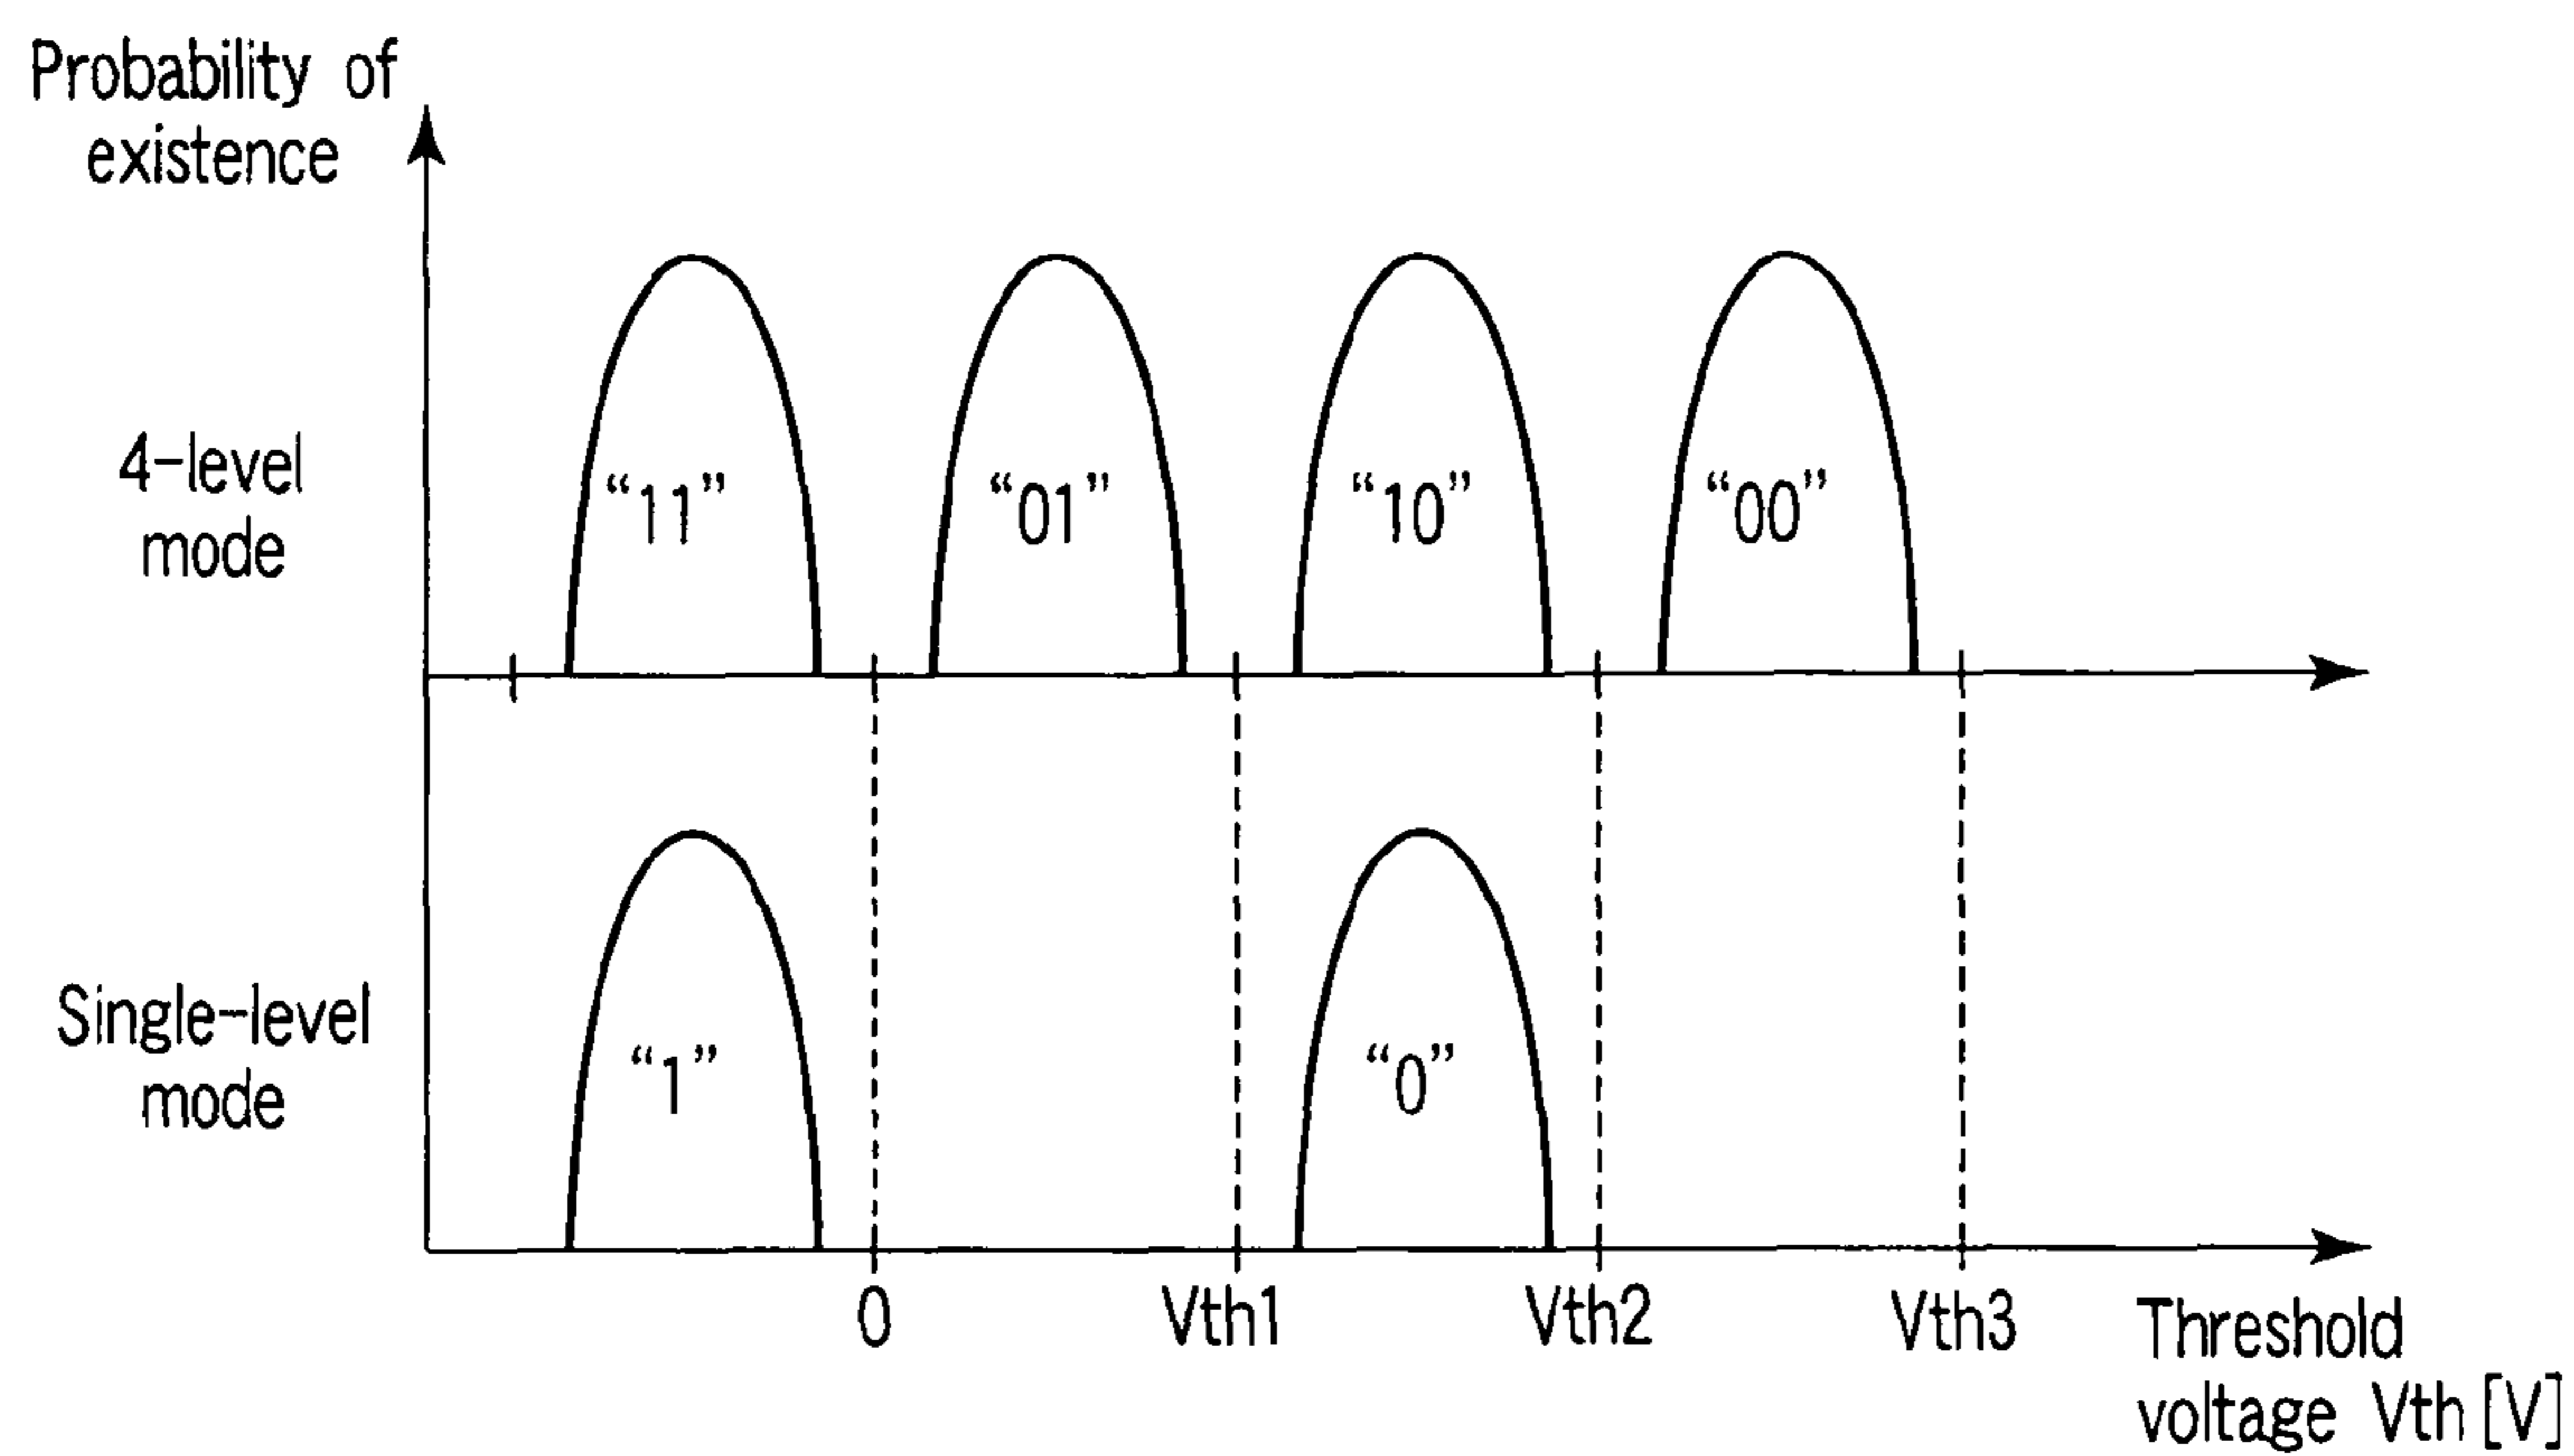 Probability of
existence
4-level
mode
“11”
“01”
“10”
“00”
Single-level
mode
“1”
“0”
0
Vth1
Vth2
Vth3
Threshold
voltage Vth [V]